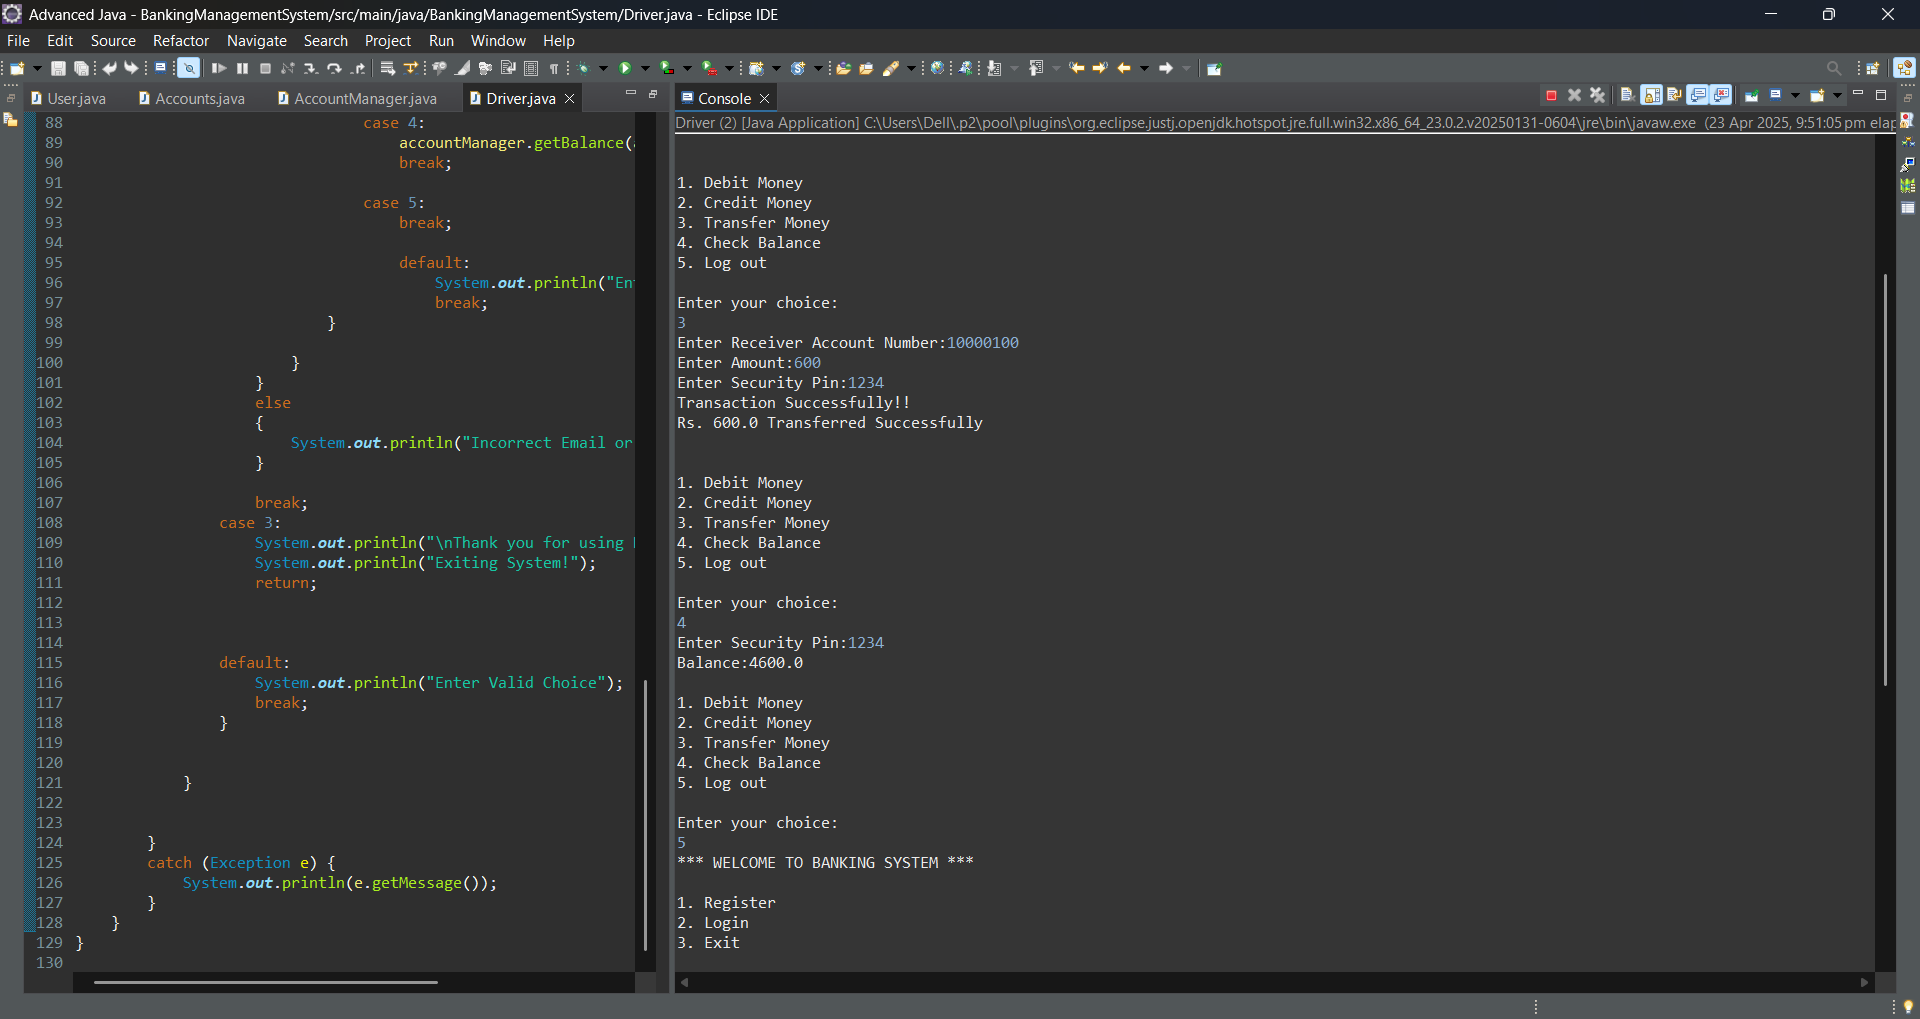 Advanced Java - BankingManagementSystem/src/main/java/BankingManagementSystem/Driver.java - Eclipse IDE
File Edit Source Refactor Navigate Search Project Run Window Help
User.java Accounts.java AccountManager.java Driver.java
88 case 4:
89 accountManager.getBalance(
90 break;
91
92 case 5:
93 break;
94
95 default:
96 System.out.println("En
97 break;
98 }
99
100 }
101 }
102 else
103 {
104 System.out.println("Incorrect Email or
105 }
106
107 break;
108 case 3:
109 System.out.println("\nThank you for using
110 System.out.println("Exiting System!");
111 return;
112
113
114
115 default:
116 System.out.println("Enter Valid Choice");
117 break;
118 }
119
120
121 }
122
123
124 }
125 catch (Exception e) {
126 System.out.println(e.getMessage());
127 }
128 }
129 }
130
Console
Driver (2) [Java Application] C:\Users\Dell\.p2\pool\plugins\org.eclipse.justj.openjdk.hotspot.jre.full.win32.x86_64_23.0.2.v20250131-0604\jre\bin\javaw.exe (23 Apr 2025, 9:51:05 pm elap
1. Debit Money
2. Credit Money
3. Transfer Money
4. Check Balance
5. Log out
Enter your choice:
3
Enter Receiver Account Number:10000100
Enter Amount:600
Enter Security Pin:1234
Transaction Successfully!!
Rs. 600.0 Transferred Successfully
1. Debit Money
2. Credit Money
3. Transfer Money
4. Check Balance
5. Log out
Enter your choice:
4
Enter Security Pin:1234
Balance:4600.0
1. Debit Money
2. Credit Money
3. Transfer Money
4. Check Balance
5. Log out
Enter your choice:
5
*** WELCOME TO BANKING SYSTEM ***
1. Register
2. Login
3. Exit